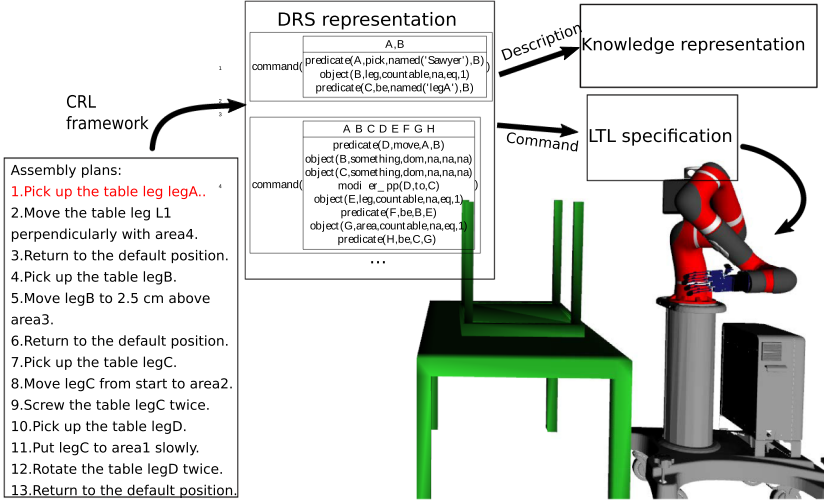 DRS representation
A,B
command(
predicate(A,pick,named('Sawyer'),B)
object(B,leg,countable,na,eq,1)
predicate(C,be,named('legA'),B)
)
1
2
3
4
A B C D E F G H
command(
predicate(D,move,A,B)
object(B,something,dom,na,na,na)
object(C,something,dom,na,na,na)
modi er_pp(D,to,C)
object(E,leg,countable,na,eq,1)
predicate(F,be,B,E)
object(G,area,countable,na,eq,1)
predicate(H,be,C,G)
)
...
Description
Knowledge representation
Command
LTL specification
CRL
framework
Assembly plans:
1.Pick up the table leg legA..
2.Move the table leg L1
perpendicularly with area4.
3.Return to the default position.
4.Pick up the table legB.
5.Move legB to 2.5 cm above
area3.
6.Return to the default position.
7.Pick up the table legC.
8.Move legC from start to area2.
9.Screw the table legC twice.
10.Pick up the table legD.
11.Put legC to area1 slowly.
12.Rotate the table legD twice.
13.Return to the default position.